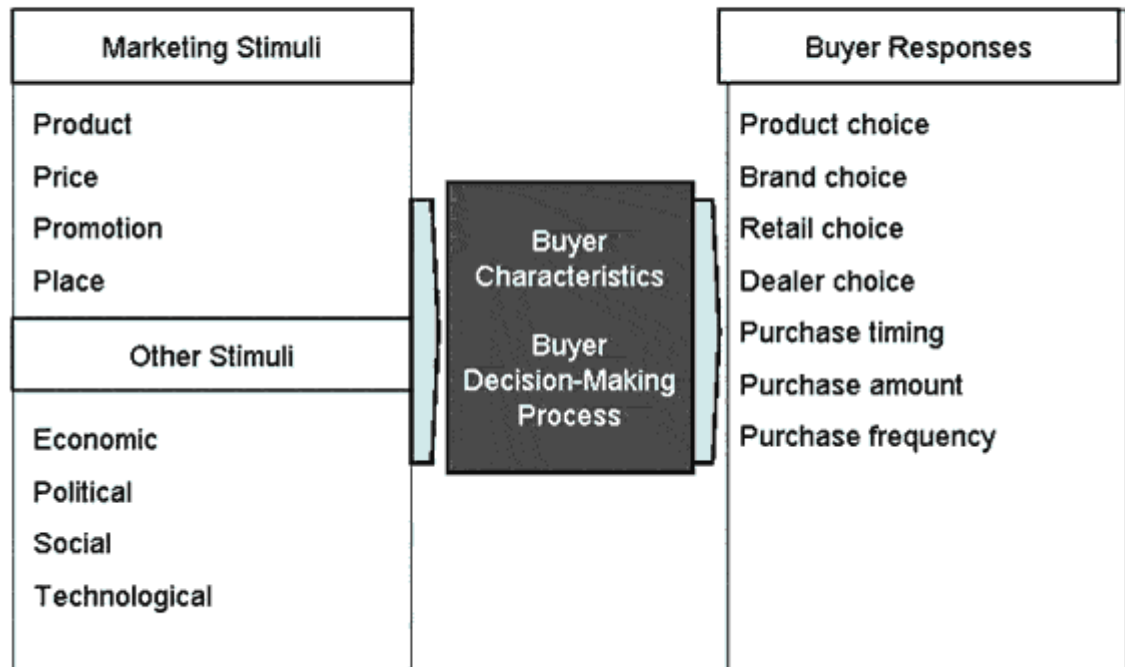 Marketing Stimuli
Product
Price
Promotion
Place
Other Stimuli
Economic
Political
Social
Technological
Buyer
Characteristics
Buyer
Decision-Making
Process
Buyer Responses
Product choice
Brand choice
Retail choice
Dealer choice
Purchase timing
Purchase amount
Purchase frequency